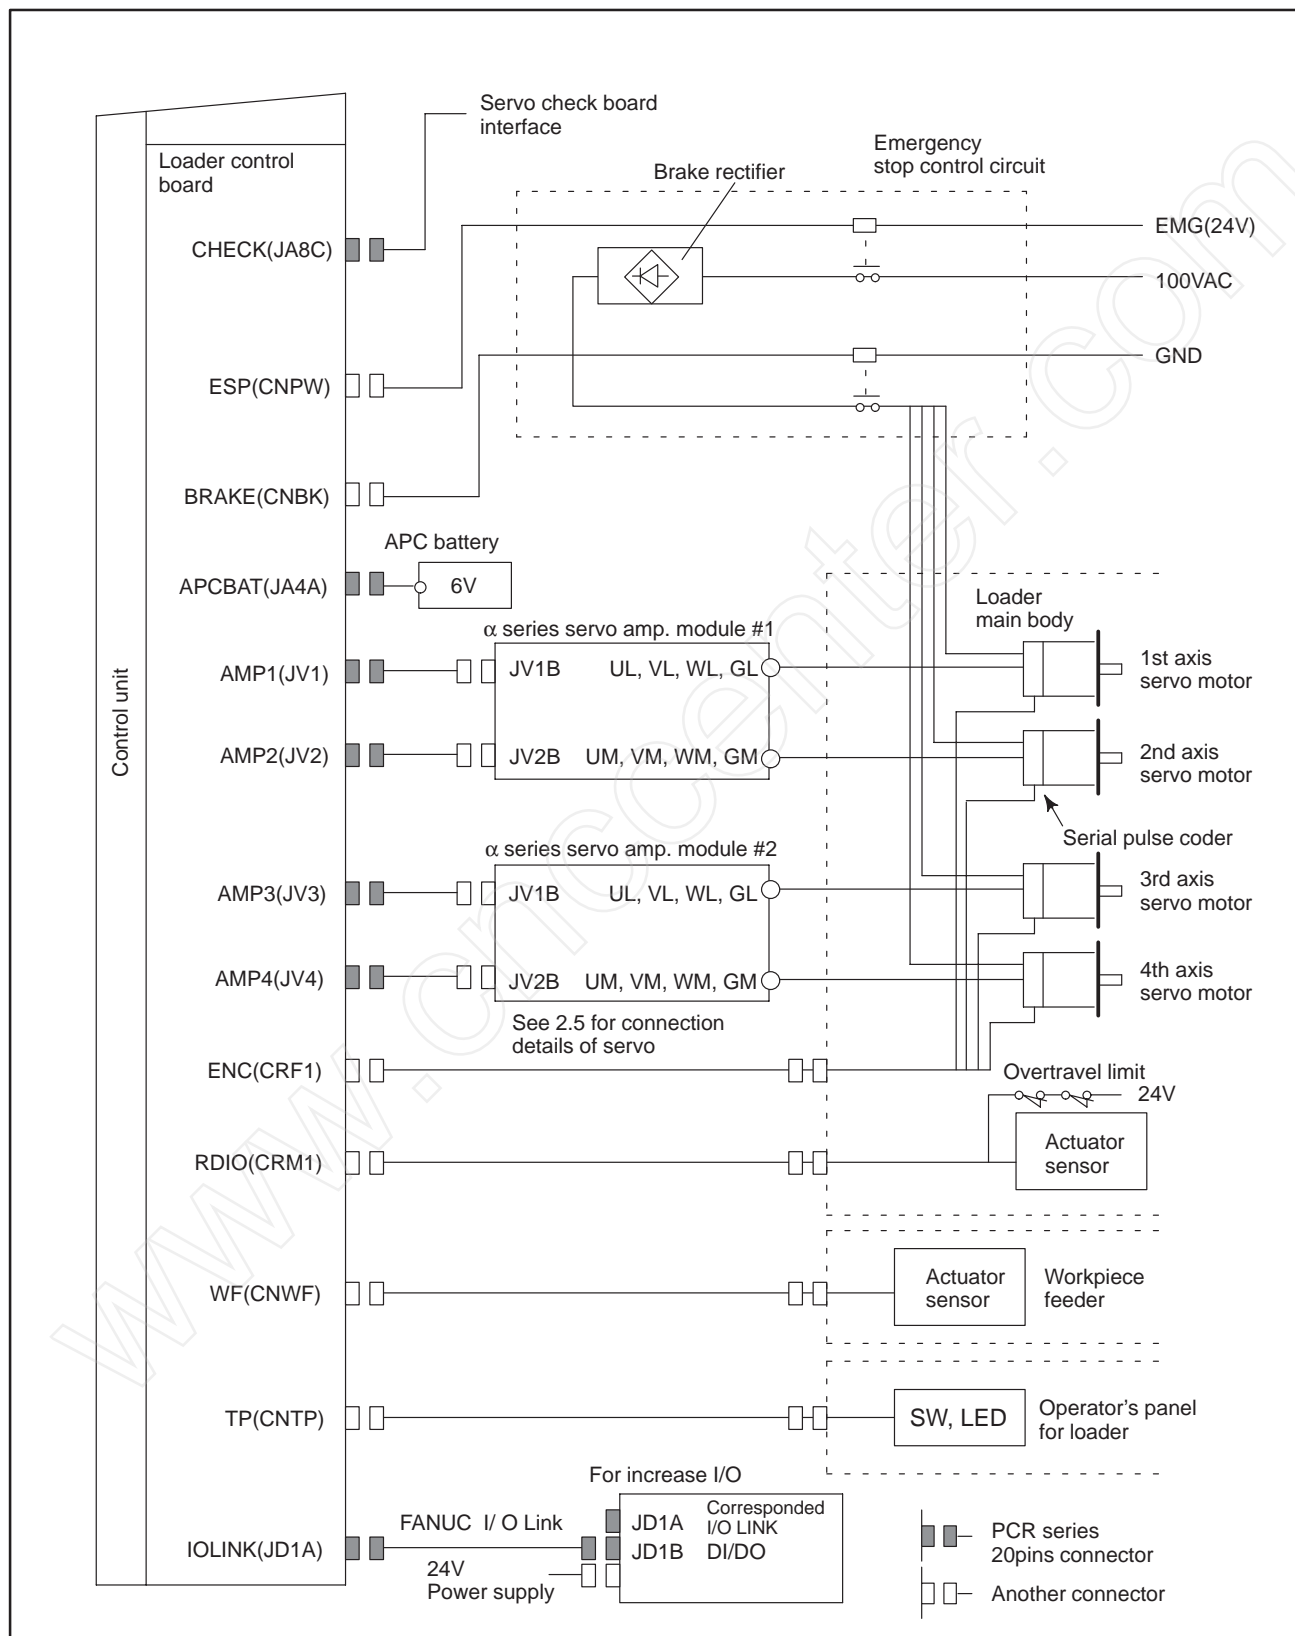 Servo check board
interface
Emergency
stop control circuit
Loader control
board
Brake rectifier
CHECK(JA8C)
EMG(24V)
100VAC
GND
ESP(CNPW)
BRAKE(CNBK)
APC battery
APCBAT(JA4A)
6V
Loader
main body
α series servo amp. module #1
AMP1(JV1)
JV1B
UL, VL, WL, GL
1st axis
servo motor
Control unit
AMP2(JV2)
JV2B
UM, VM, WM, GM
2nd axis
servo motor
Serial pulse coder
α series servo amp. module #2
AMP3(JV3)
JV1B
UL, VL, WL, GL
3rd axis
servo motor
AMP4(JV4)
JV2B
UM, VM, WM, GM
4th axis
servo motor
See 2.5 for connection
details of servo
ENC(CRF1)
Overtravel limit
24V
RDIO(CRM1)
Actuator
sensor
WF(CNWF)
Actuator
sensor
Workpiece
feeder
TP(CNTP)
SW, LED
Operator's panel
for loader
For increase I/O
JD1A
Corresponded
I/O LINK
IOLINK(JD1A)
FANUC I/ O Link
JD1B
DI/DO
24V
Power supply
PCR series
20pins connector
Another connector
www.cnccenter.com